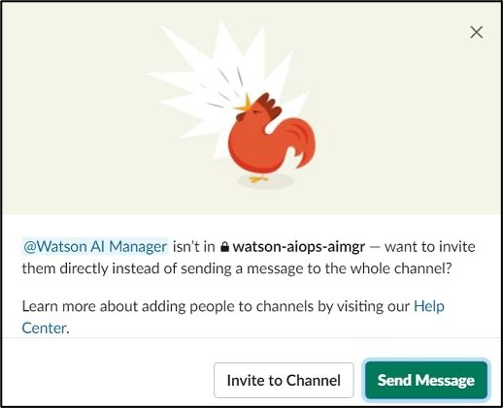 @Watson AI Manager isn't in watson-aiops-aimgr — want to invite
them directly instead of sending a message to the whole channel?
Learn more about adding people to channels by visiting our Help
Center.
Invite to Channel
Send Message